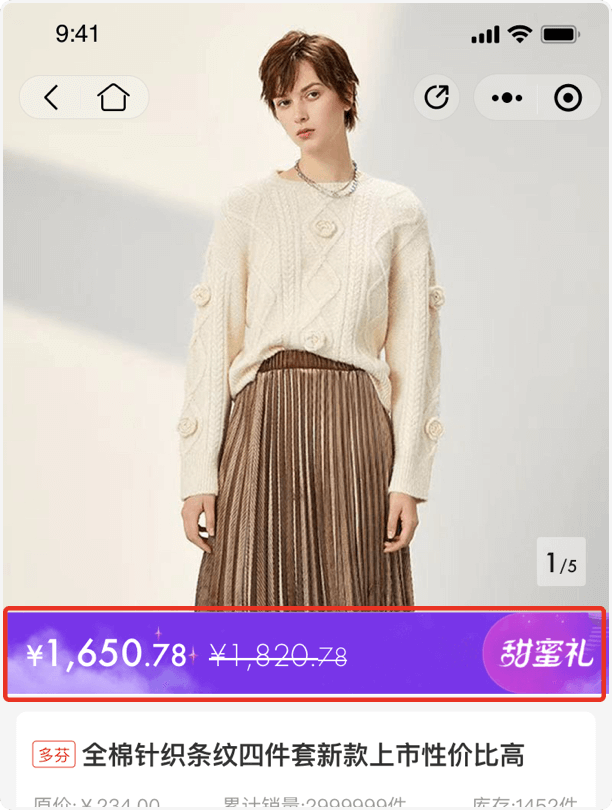 9:41
1/5
¥1,650.78 ¥1,820.78 甜蜜礼
多芬 全棉针织条纹四件套新款上市性价比高
原价:¥234.00 累计销量:2999999件 库存:1452件